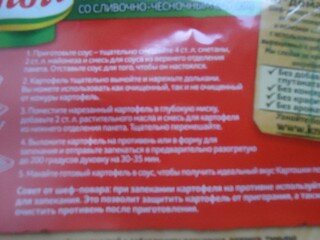 Knorr
СО СЛИВОЧНО-ЧЕСНОЧНЫМ
1. Приготовьте соус – тщательно смешайте 4 ст.л. сметаны,
2 ст.л. майонеза и смесь для соуса из верхнего отделения
пакета. Отставьте соус для того, чтобы он настоялся.
2. Картофель тщательно вымойте и нарежьте дольками.
Вы можете использовать как очищенный, так и не очищенный
от кожуры картофель.
3. Поместите нарезанный картофель в глубокую миску,
добавьте 2 ст. л. растительного масла и смесь для картофеля
из нижнего отделения пакета. Тщательно перемешайте.
4. Выложите картофель на противень или в форму для
запекания и отправьте запекаться в предварительно разогретую
до 200 градусов духовку на 30-35 мин.
5. Макайте готовый картофель в соус, чтобы получить идеальный вкус!
Совет от шеф-повара: при запекании картофеля на противне используйте
для запекания. Это позволит защитить картофель от пригорания, а также
очистить противень после приготовления.
Без
Без
Без
Без
www.k